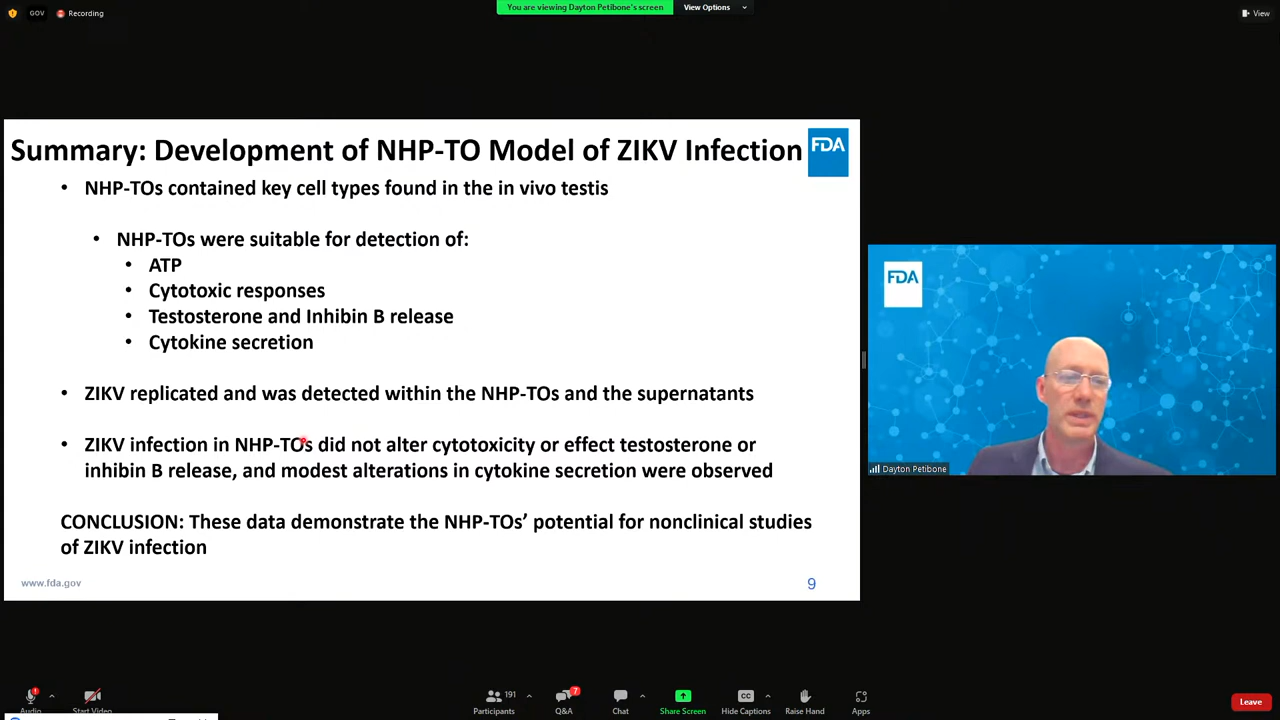 GOV
Recording
You are viewing Dayton Petibone's screen
View Options
View
Summary: Development of NHP-TO Model of ZIKV Infection
FDA
• NHP-TOs contained key cell types found in the in vivo testis
• NHP-TOs were suitable for detection of:
• ATP
• Cytotoxic responses
• Testosterone and Inhibin B release
• Cytokine secretion
• ZIKV replicated and was detected within the NHP-TOs and the supernatants
• ZIKV infection in NHP-TOs did not alter cytotoxicity or effect testosterone or
inhibin B release, and modest alterations in cytokine secretion were observed
CONCLUSION: These data demonstrate the NHP-TOs’ potential for nonclinical studies
of ZIKV infection
www.fda.gov
9
FDA
Dayton Petibone
Audio
Start Video
191
Participants
7
Q&A
Chat
Share Screen
CC
Hide Captions
Raise Hand
Apps
Leave